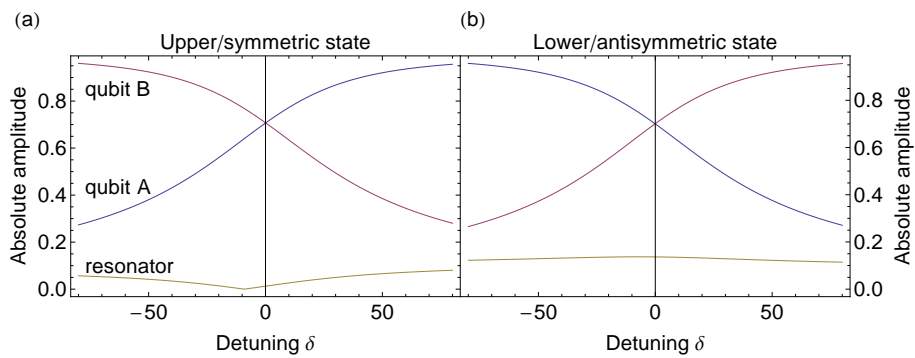 (a)
(b)
Upper/symmetric state
Lower/antisymmetric state
Absolute amplitude
0.8
0.6
0.4
0.2
0.0
qubit B
qubit A
resonator
−50
0
50
Detuning δ
−50
0
50
Detuning δ
0.8
0.6
0.4
0.2
0.0
Absolute amplitude